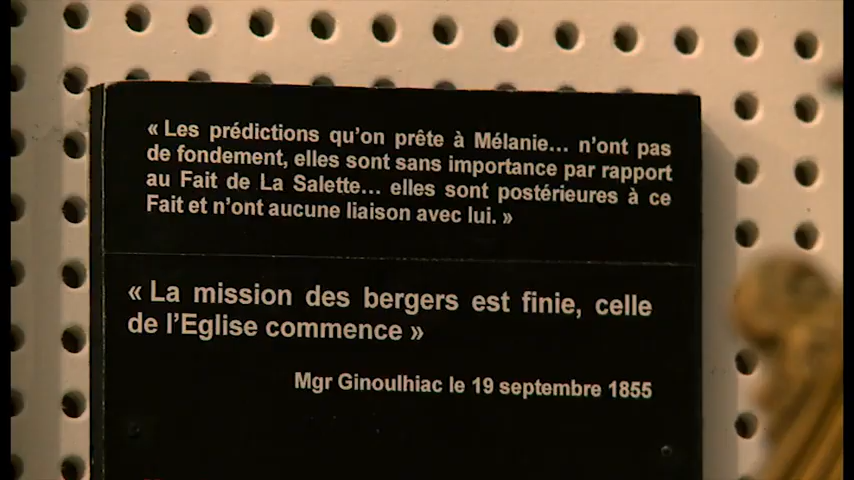 « Les prédictions qu'on prête à Mélanie... n'ont pas
de fondement, elles sont sans importance par rapport
au Fait de La Salette... elles sont postérieures à ce
Fait et n'ont aucune liaison avec lui. »
« La mission des bergers est finie, celle
de l'Eglise commence »
Mgr Ginoulhiac le 19 septembre 1855